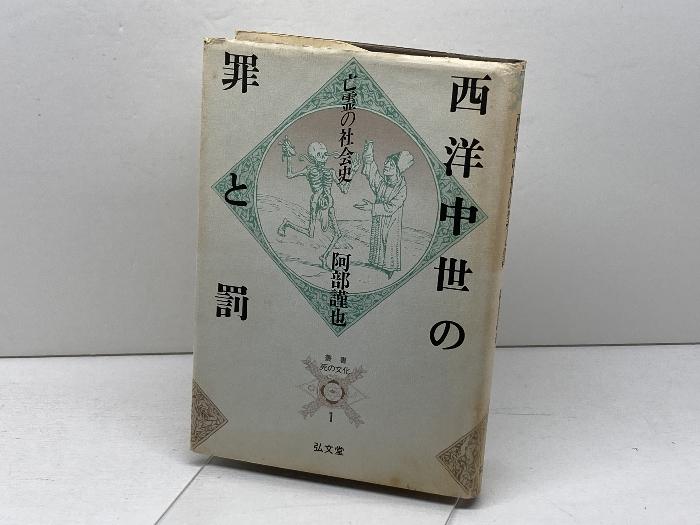 西洋中世の
罪と罰
亡霊の社会史
阿部謹也
叢書
死の文化
1
弘文堂